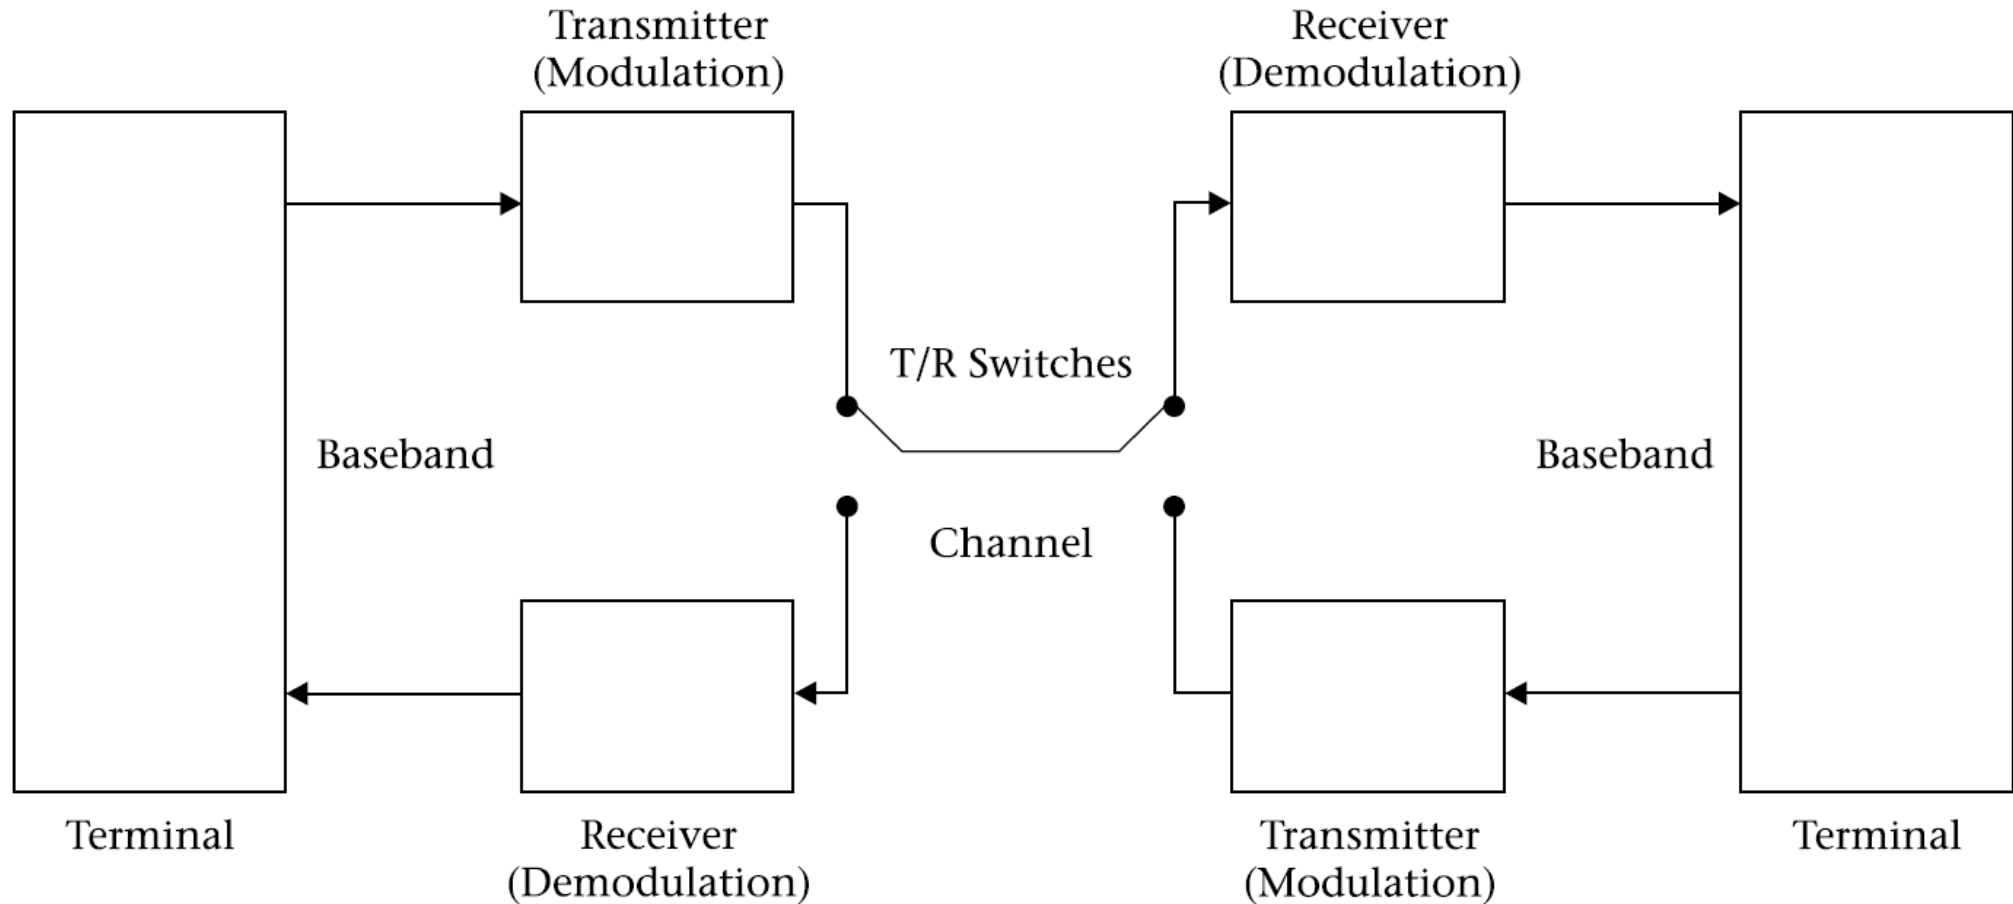 Transmitter
(Modulation)
Receiver
(Demodulation)
T/R Switches
Baseband
Baseband
Channel
Terminal
Receiver
(Demodulation)
Transmitter
(Modulation)
Terminal